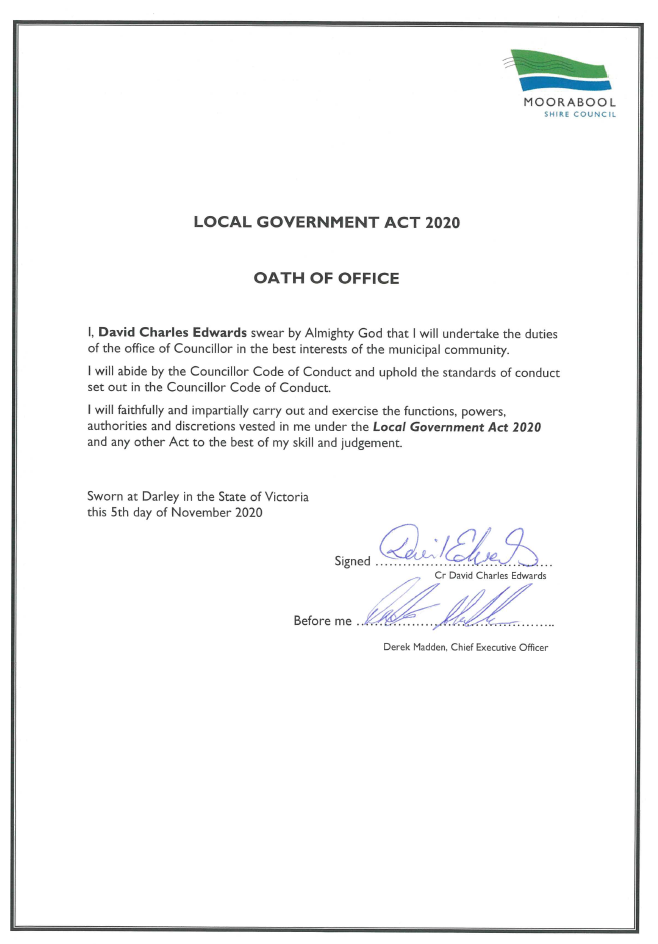 MOORABOOL
SHIRE COUNCIL
LOCAL GOVERNMENT ACT 2020
OATH OF OFFICE
I, David Charles Edwards swear by Almighty God that I will undertake the duties
of the office of Councillor in the best interests of the municipal community.
I will abide by the Councillor Code of Conduct and uphold the standards of conduct
set out in the Councillor Code of Conduct.
I will faithfully and impartially carry out and exercise the functions, powers,
authorities and discretions vested in me under the Local Government Act 2020
and any other Act to the best of my skill and judgement.
Sworn at Darley in the State of Victoria
this 5th day of November 2020
Signed David Edwards
Cr David Charles Edwards
Before me
Derek Madden, Chief Executive Officer